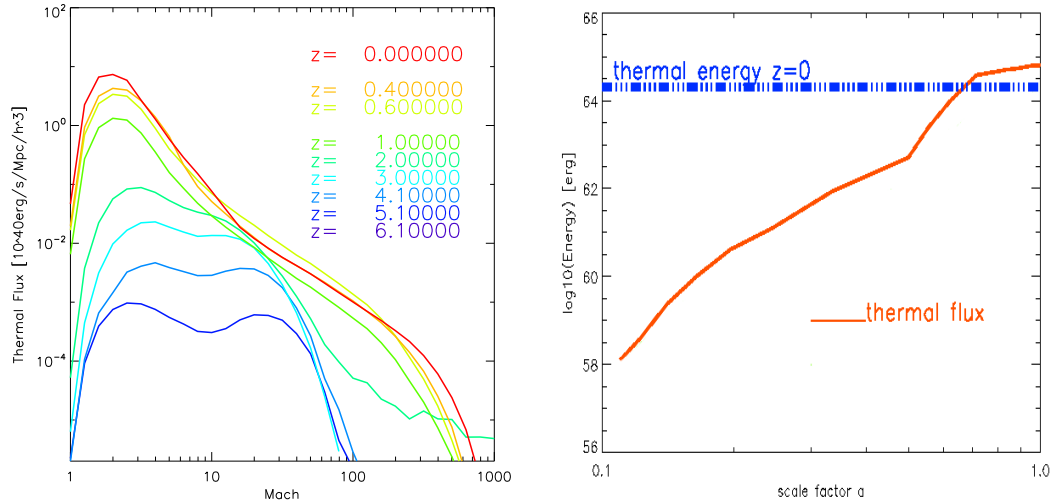 10^2
10^0
10^-2
10^-4
Thermal Flux [10^40erg/s/Mpc/h^3]
1
10
100
1000
Mach
z= 0.000000
z= 0.400000
z= 0.600000
z= 1.00000
z= 2.00000
z= 3.00000
z= 4.10000
z= 5.10000
z= 6.10000
66
64
62
60
58
56
log10(Energy) [erg]
thermal energy z=0
thermal flux
0.1
1.0
scale factor a